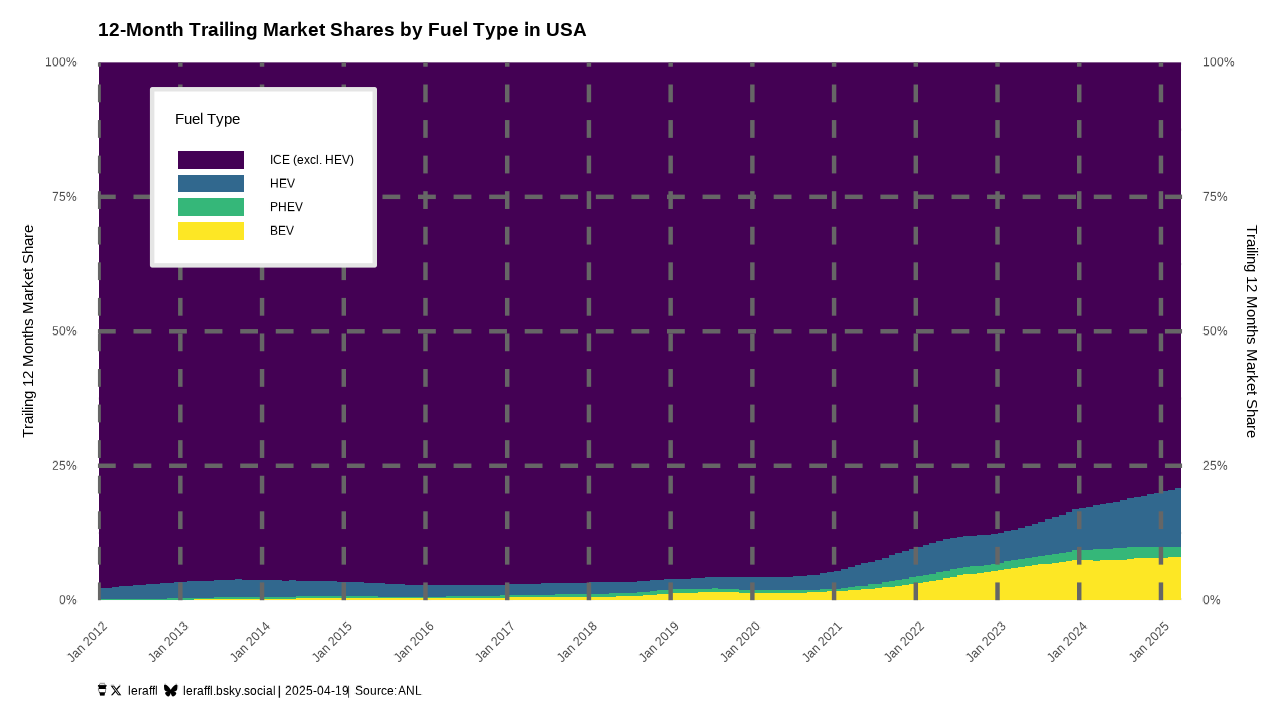 12-Month Trailing Market Shares by Fuel Type in USA
100%
100%
Fuel Type
ICE (excl. HEV)
HEV
PHEV
BEV
75%
75%
Trailing 12 Months Market Share
Trailing 12 Months Market Share
50%
50%
25%
25%
0%
0%
Jan 2012
Jan 2013
Jan 2014
Jan 2015
Jan 2016
Jan 2017
Jan 2018
Jan 2019
Jan 2020
Jan 2021
Jan 2022
Jan 2023
Jan 2024
Jan 2025
leraffl leraffl.bsky.social | 2025-04-19 | Source: ANL